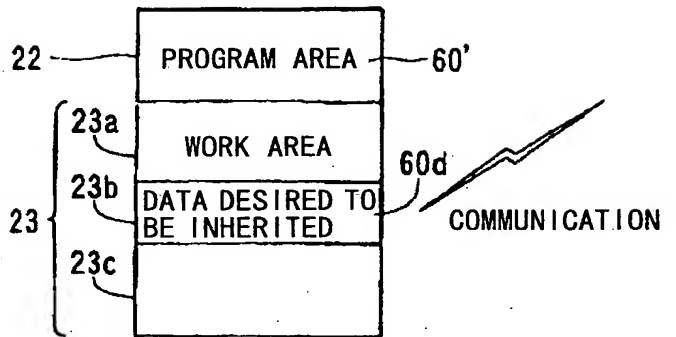 22
PROGRAM AREA
60'
23
23a
WORK AREA
23b
DATA DESIRED TO
BE INHERITED
60d
COMMUNICATION
23c